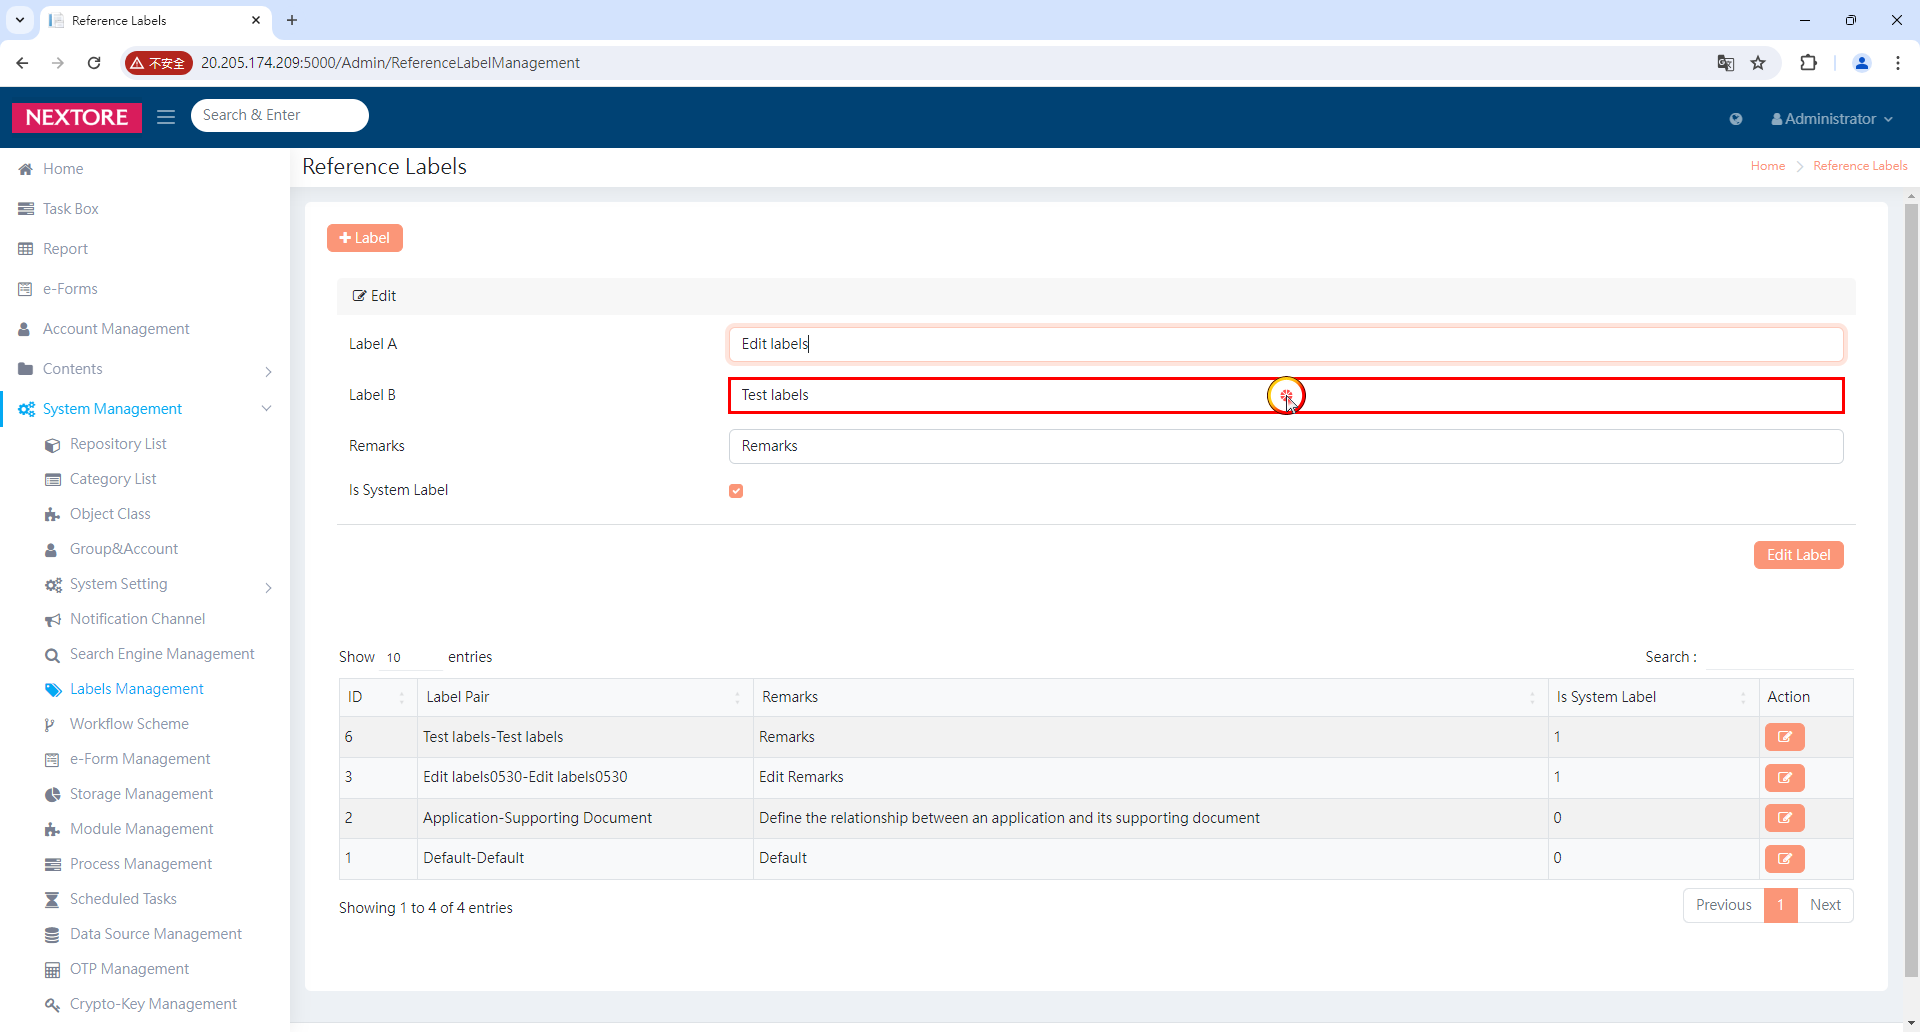 Reference Labels
不安全
20.205.174.209:5000/Admin/ReferenceLabelManagement
NEXTORE
Search & Enter
Administrator
Home
Task Box
Report
e-Forms
Account Management
Contents
System Management
Repository List
Category List
Object Class
Group&Account
System Setting
Notification Channel
Search Engine Management
Labels Management
Workflow Scheme
e-Form Management
Storage Management
Module Management
Process Management
Scheduled Tasks
Data Source Management
OTP Management
Crypto-Key Management
Reference Labels
Home Reference Labels
Label
Edit
Label A Edit labels
Label B Test labels
Remarks Remarks
Is System Label
Edit Label
Show 10 entries Search :
ID Label Pair Remarks Is System Label Action
6 Test labels-Test labels Remarks 1
3 Edit labels0530-Edit labels0530 Edit Remarks 1
2 Application-Supporting Document Define the relationship between an application and its supporting document 0
1 Default-Default Default 0
Showing 1 to 4 of 4 entries Previous 1 Next